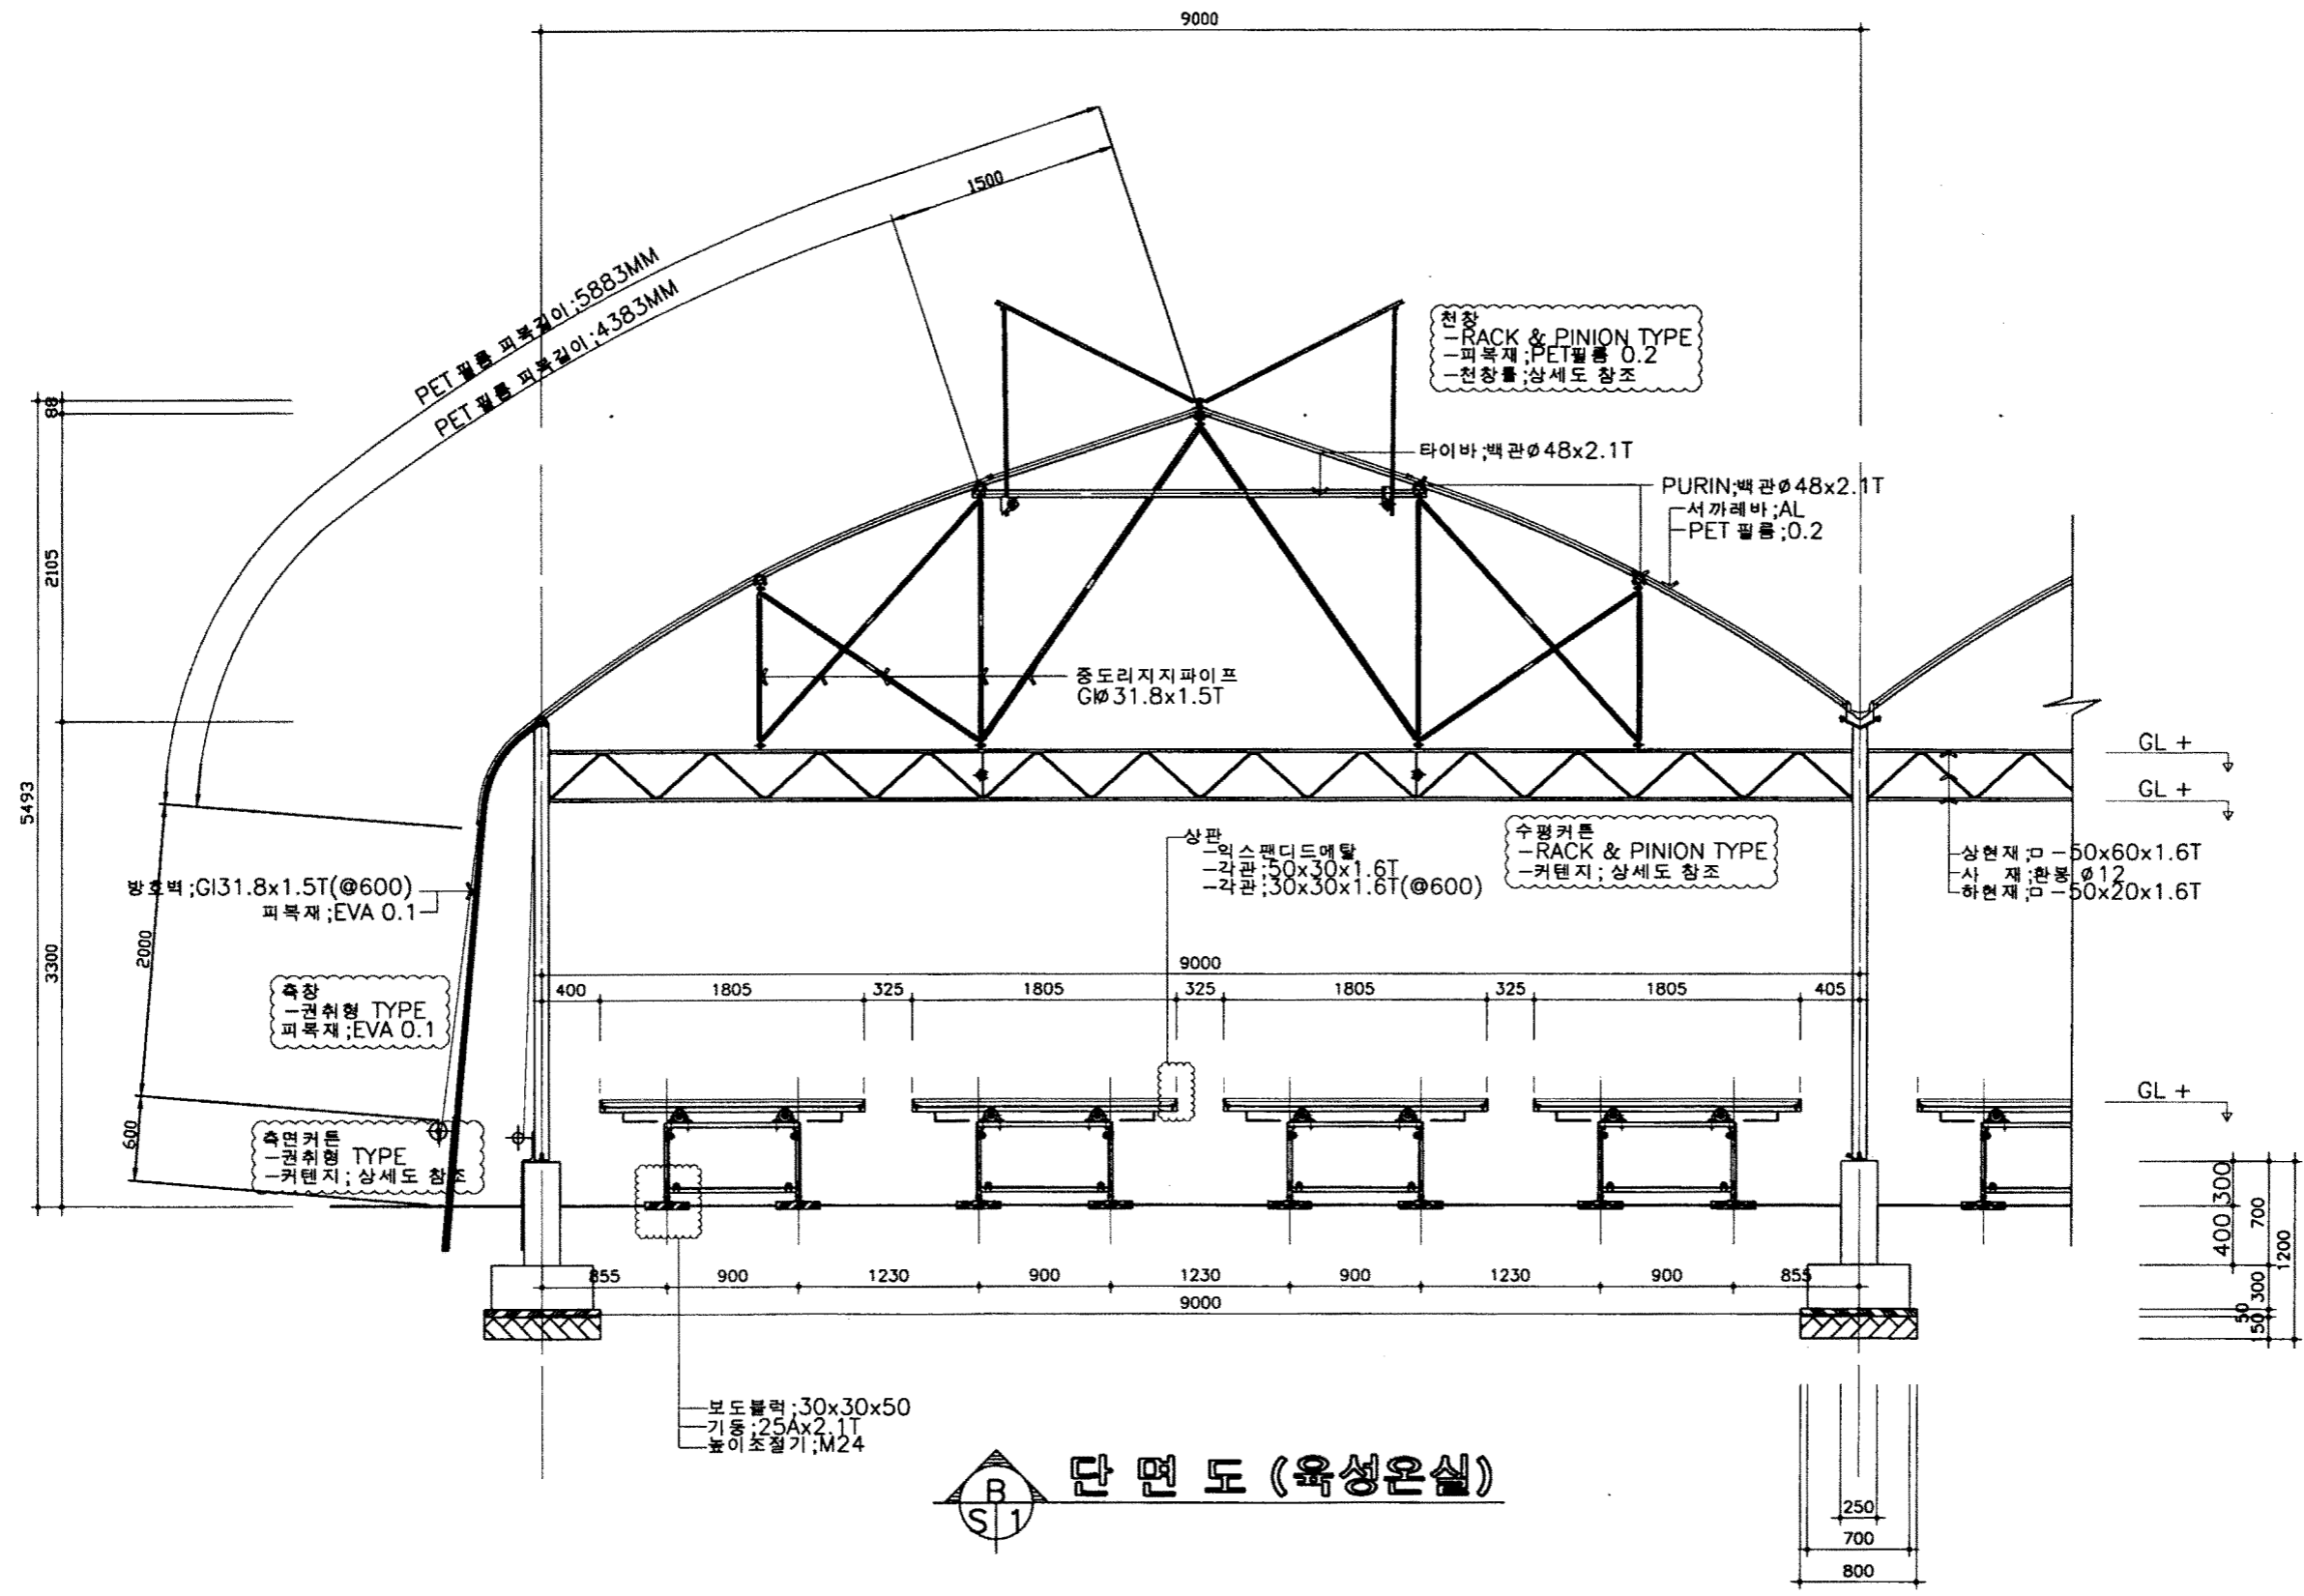 9000
1500
PET 필름 피복길이;5883MM
PET 필름 피복길이;4383MM
천창
-RACK & PINION TYPE
-피복재;PET필름 0.2
-천창틀;상세도 참조
88
타이바;백관Ø48x2.1T
PURIN;백관Ø48x2.1T
서까레바;AL
PET 필름;0.2
2105
중도리지지파이프
GIØ31.8x1.5T
GL +
GL +
5493
상판
-익스팬디드메탈
-각관;50x30x1.6T
-각관;30x30x1.6T(@600)
수평커튼
-RACK & PINION TYPE
-커텐지; 상세도 참조
상현재;ㅁ-50x60x1.6T
사 재;환봉 Ø12
하현재;ㅁ-50x20x1.6T
방호벽;GI31.8x1.5T(@600)
피복재;EVA 0.1
2000
3300
9000
400 1805 325 1805 325 1805 325 1805 405
측창
-권취형 TYPE
피복재;EVA 0.1
GL +
600
측면커튼
-권취형 TYPE
-커텐지; 상세도 참조
300
400
700
1200
300
50
150
855 900 1230 900 1230 900 1230 900 855
9000
보도블럭;30x30x50
기둥;25Ax2.1T
높이조절기;M24
B
S 1
단 면 도 (육성온실)
250
700
800